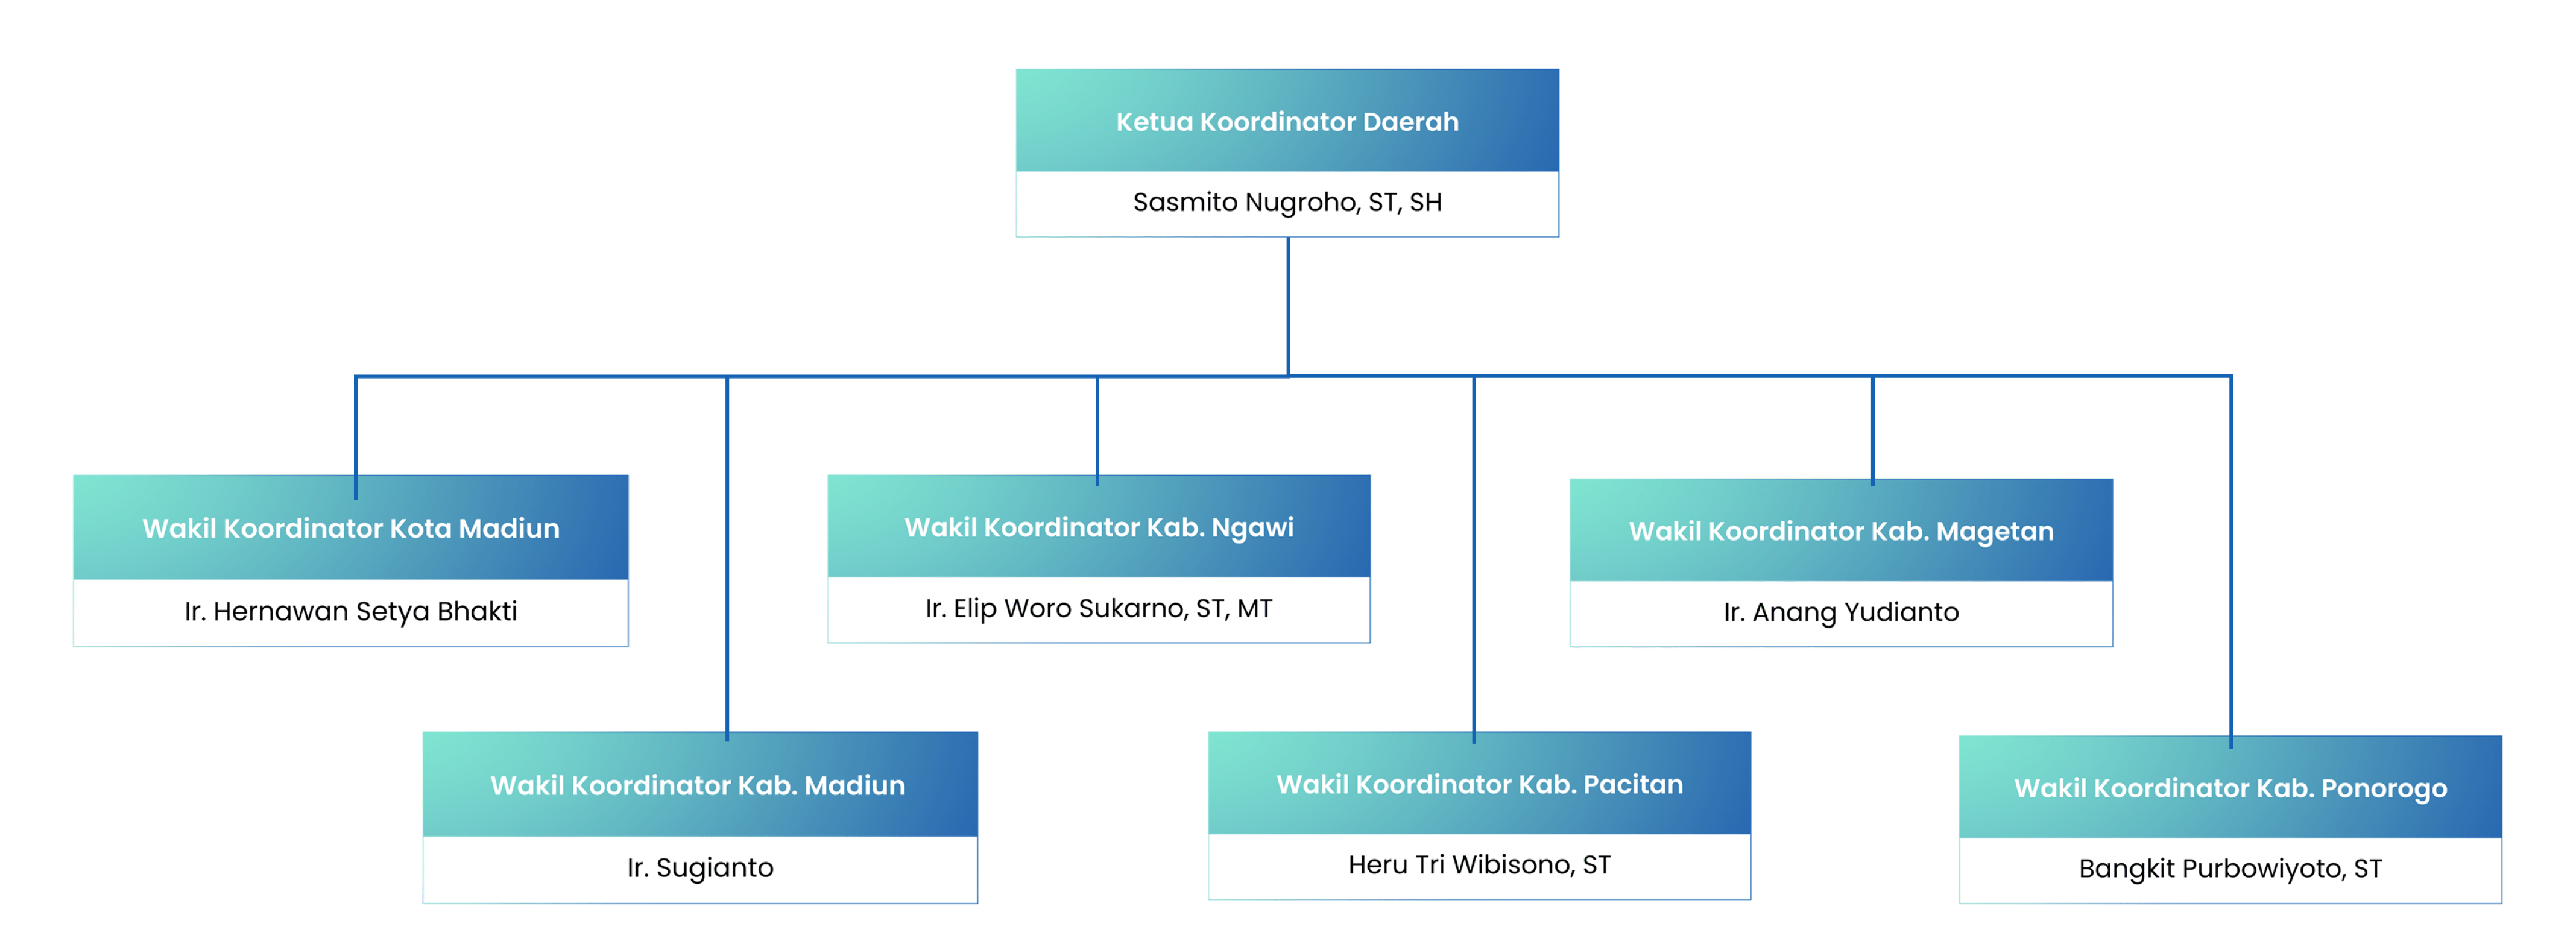 Ketua Koordinator Daerah
Sasmito Nugroho, ST, SH
Wakil Koordinator Kota Madiun
Ir. Hernawan Setya Bhakti
Wakil Koordinator Kab. Ngawi
Ir. Elip Woro Sukarno, ST, MT
Wakil Koordinator Kab. Magetan
Ir. Anang Yudianto
Wakil Koordinator Kab. Madiun
Ir. Sugianto
Wakil Koordinator Kab. Pacitan
Heru Tri Wibisono, ST
Wakil Koordinator Kab. Ponorogo
Bangkit Purbowiyoto, ST